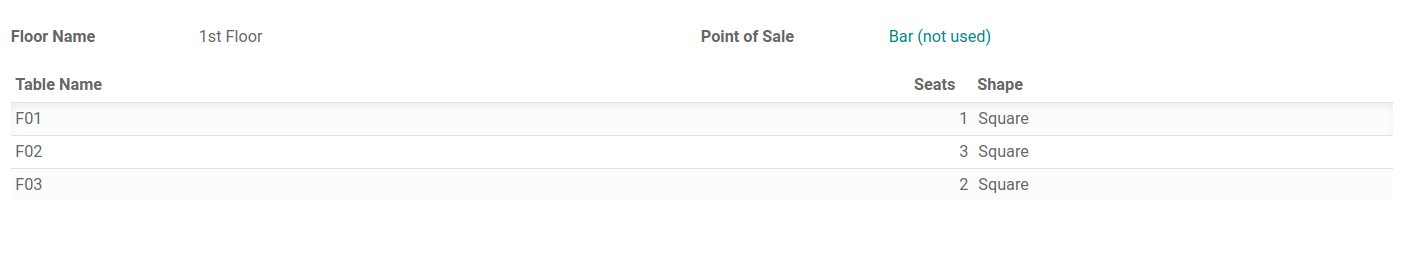 Floor Name 1st Floor Point of Sale Bar (not used)
Table Name Seats Shape
F01 1 Square
F02 3 Square
F03 2 Square